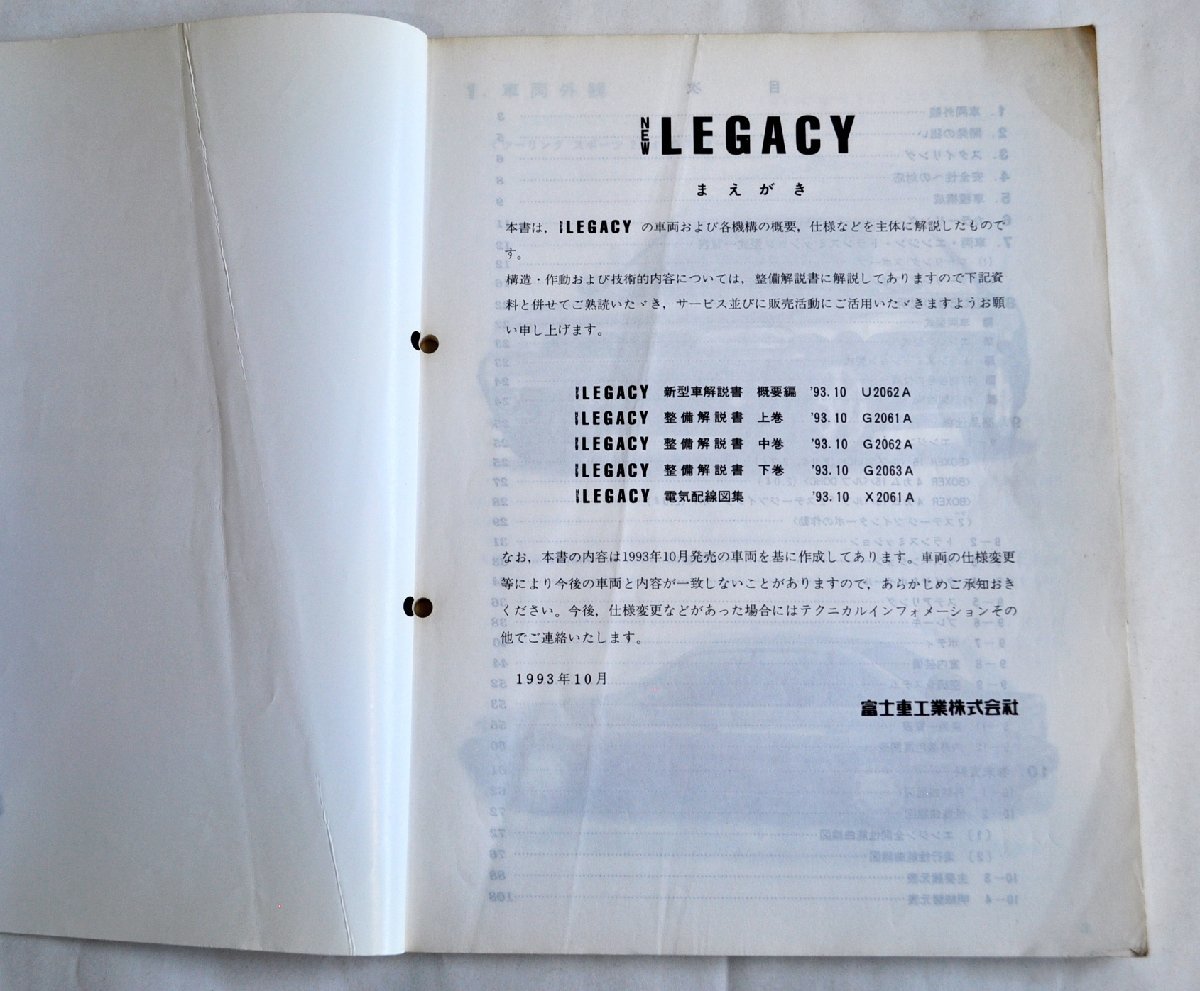 NEW LEGACY
まえがき
本書は，NEW LEGACY の車両および各機構の概要，仕様などを主体に解説したもので
す。
構造・作動および技術的内容については，整備解説書に解説してありますので下記資
料と併せてご熟読いたゞき，サービス並びに販売活動にご活用いたゞきますようお願
い申し上げます。
NEW LEGACY 新型車解説書 概要編 '93.10 U2062A
NEW LEGACY 整備解説書 上巻 '93.10 G2061A
NEW LEGACY 整備解説書 中巻 '93.10 G2062A
NEW LEGACY 整備解説書 下巻 '93.10 G2063A
NEW LEGACY 電気配線図集 '93.10 X2061A
なお，本書の内容は1993年10月発売の車両を基に作成してあります。車両の仕様変更
等により今後の車両と内容が一致しないことがありますので，あらかじめご承知おき
ください。今後，仕様変更などがあった場合にはテクニカルインフォメーションその
他でご連絡いたします。
1993年10月
富士重工業株式会社